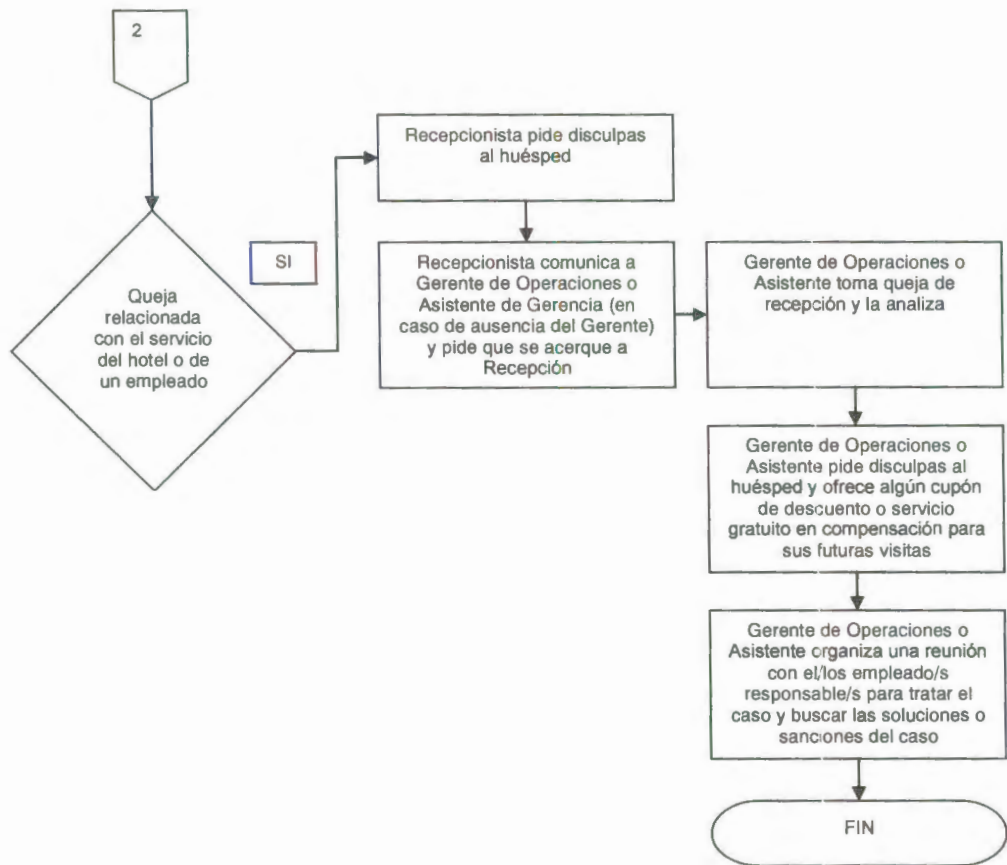 2
Queja
relacionada
con el servicio
del hotel o de
un empleado
SI
Recepcionista pide disculpas
al huésped
Recepcionista comunica a
Gerente de Operaciones o
Asistente de Gerencia (en
caso de ausencia del Gerente)
y pide que se acerque a
Recepción
Gerente de Operaciones o
Asistente toma queja de
recepción y la analiza
Gerente de Operaciones o
Asistente pide disculpas al
huésped y ofrece algún cupón
de descuento o servicio
gratuito en compensación para
sus futuras visitas
Gerente de Operaciones o
Asistente organiza una reunión
con el/los empleado/s
responsable/s para tratar el
caso y buscar las soluciones o
sanciones del caso
FIN